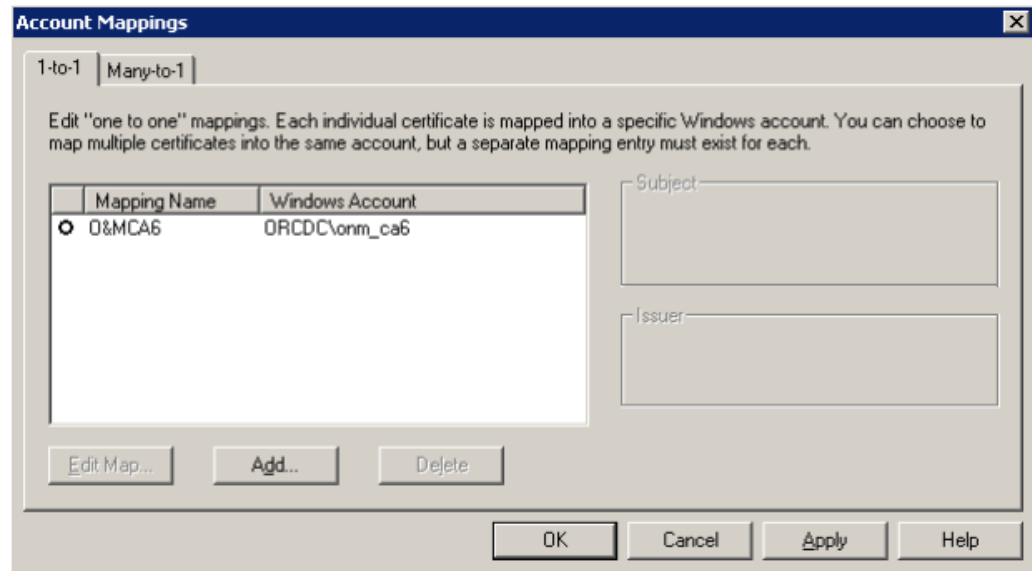 Account Mappings
1-to-1
Many-to-1
Edit "one to one" mappings. Each individual certificate is mapped into a specific Windows account. You can choose to
map multiple certificates into the same account, but a separate mapping entry must exist for each.
Mapping Name
Windows Account
O&MCA6
ORCDC\onm_ca6
Subject
Issuer
Edit Map...
Add...
Delete
OK
Cancel
Apply
Help